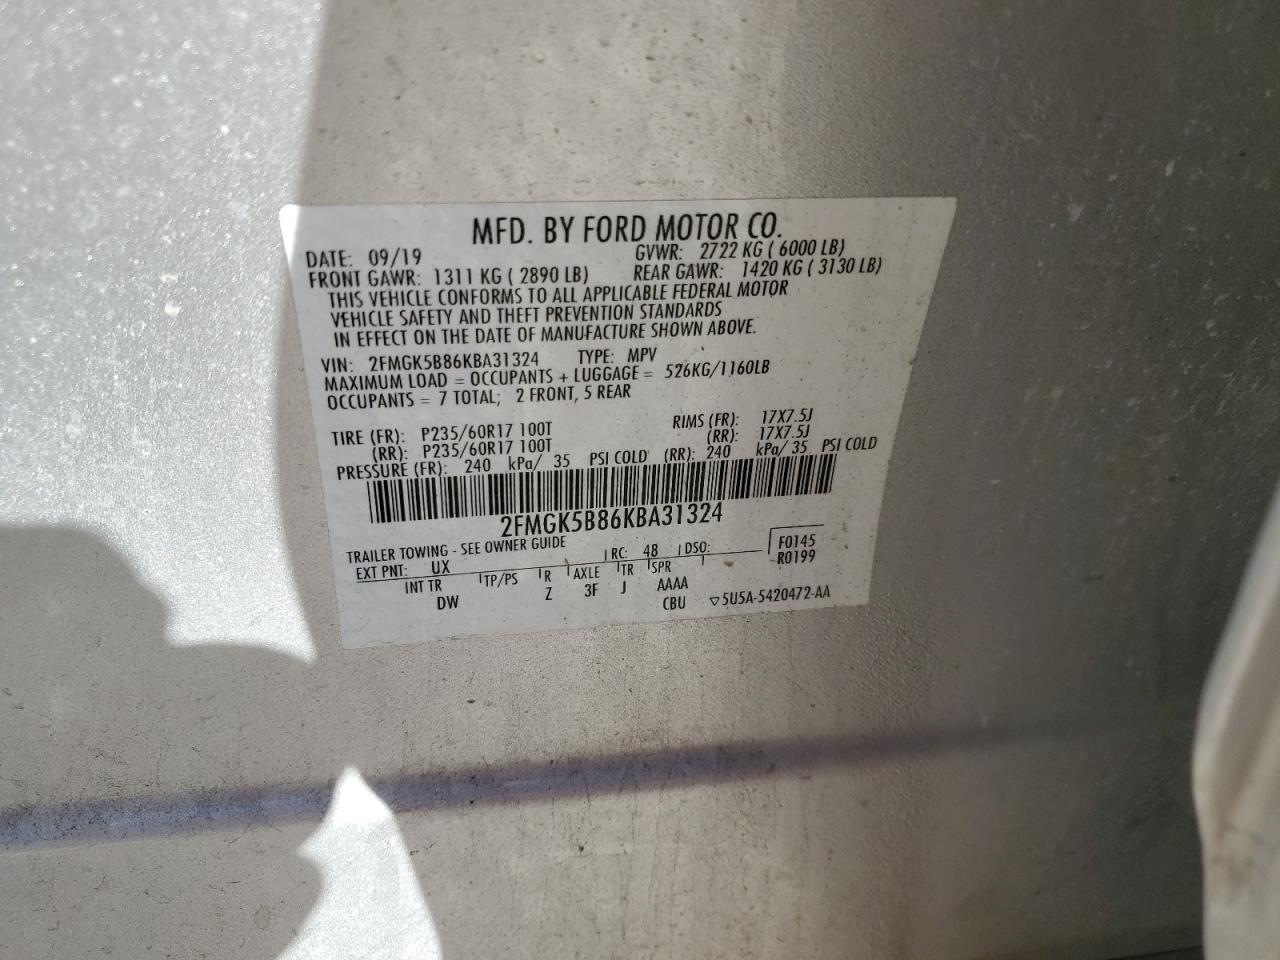 MFD. BY FORD MOTOR CO.
DATE: 09/19 GVWR: 2722 KG ( 6000 LB)
FRONT GAWR: 1311 KG ( 2890 LB) REAR GAWR: 1420 KG ( 3130 LB)
THIS VEHICLE CONFORMS TO ALL APPLICABLE FEDERAL MOTOR
VEHICLE SAFETY AND THEFT PREVENTION STANDARDS
IN EFFECT ON THE DATE OF MANUFACTURE SHOWN ABOVE.
VIN: 2FMGK5B86KBA31324 TYPE: MPV
MAXIMUM LOAD = OCCUPANTS + LUGGAGE = 526KG/1160LB
OCCUPANTS = 7 TOTAL; 2 FRONT, 5 REAR
TIRE (FR): P235/60R17 100T RIMS (FR): 17X7.5J
(RR): P235/60R17 100T (RR): 17X7.5J
PRESSURE (FR): 240 kPa/ 35 PSI COLD (RR): 240 kPa/ 35 PSI COLD
2FMGK5B86KBA31324
TRAILER TOWING - SEE OWNER GUIDE
EXT PNT: UX RC: 48 DSO: F0145
R0199
INT TR TP/PS R AXLE TR SPR
DW Z 3F J AAAA
CBU ▽5U5A-5420472-AA